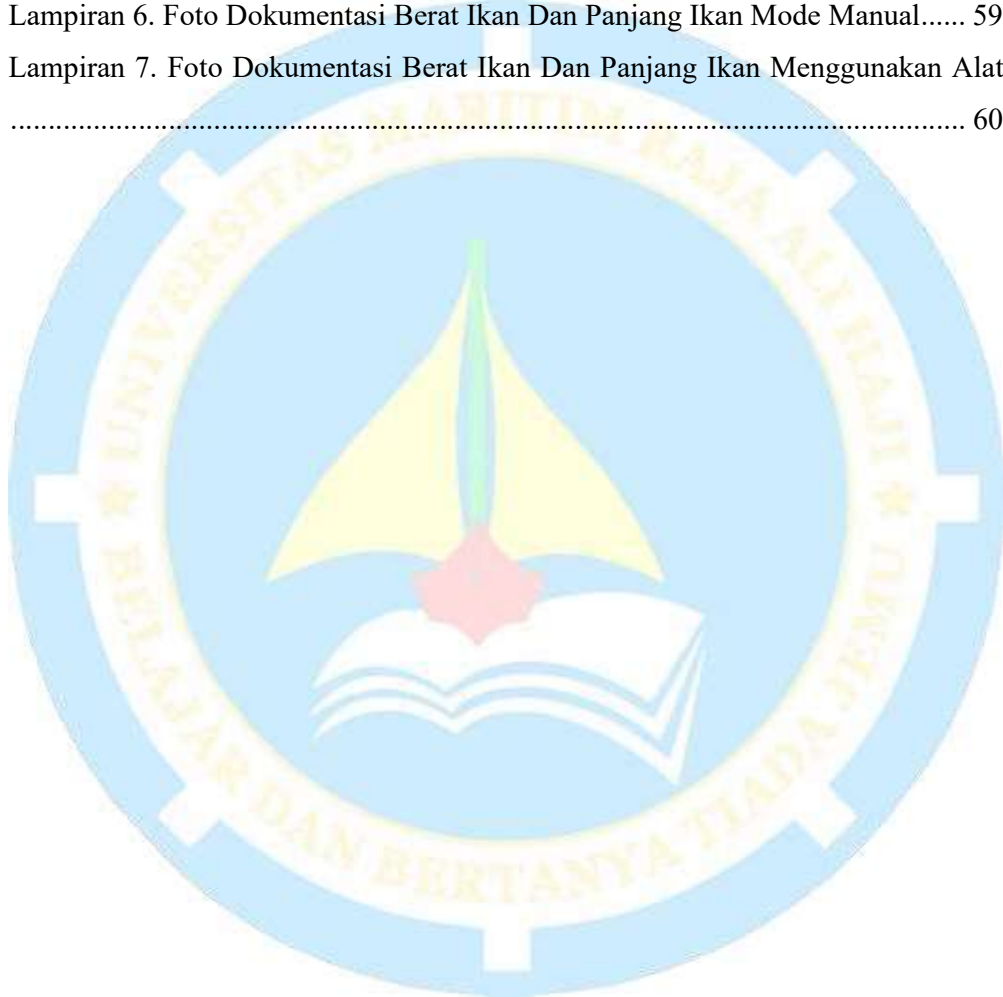 Lampiran 6. Foto Dokumentasi Berat Ikan Dan Panjang Ikan Mode Manual...... 59
Lampiran 7. Foto Dokumentasi Berat Ikan Dan Panjang Ikan Menggunakan Alat
............................................................................................................................... 60
UNIVERSITAS MARITIM RAJA ALI HAJI
BELAJAR DAN BERTANYA TIADA JEMU